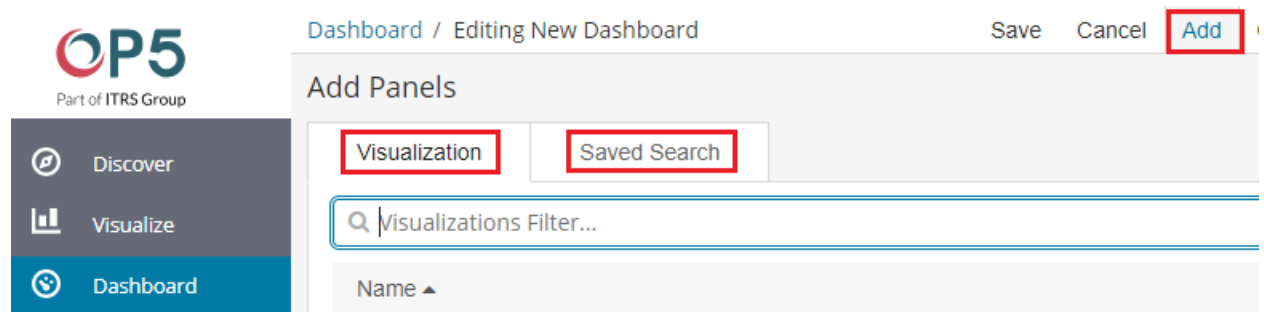 OP5
Part of ITRS Group
Discover
Visualize
Dashboard
Dashboard / Editing New Dashboard
Save Cancel Add
Add Panels
Visualization Saved Search
Visualizations Filter...
Name